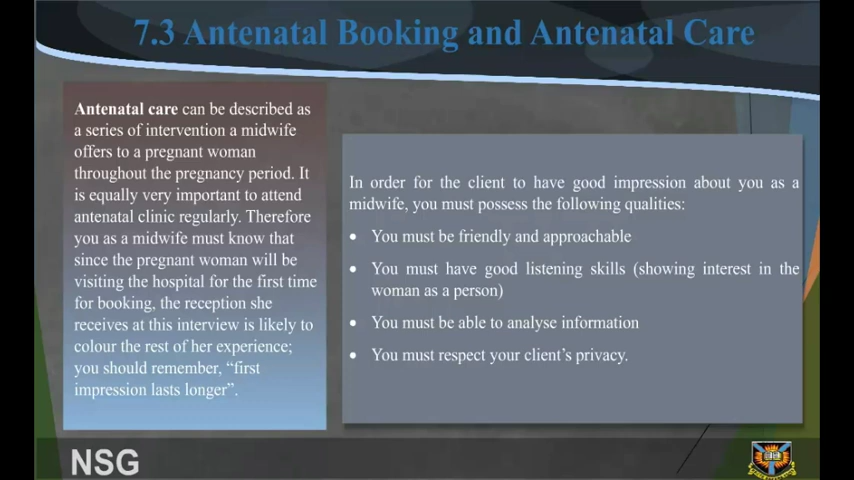 7.3 Antenatal Booking and Antenatal Care
Antenatal care can be described as
a series of intervention a midwife
offers to a pregnant woman
throughout the pregnancy period. It
is equally very important to attend
antenatal clinic regularly. Therefore
you as a midwife must know that
since the pregnant woman will be
visiting the hospital for the first time
for booking, the reception she
receives at this interview is likely to
colour the rest of her experience;
you should remember, “first
impression lasts longer”.
In order for the client to have good impression about you as a
midwife, you must possess the following qualities:
• You must be friendly and approachable
• You must have good listening skills (showing interest in the
woman as a person)
• You must be able to analyse information
• You must respect your client’s privacy.
NSG